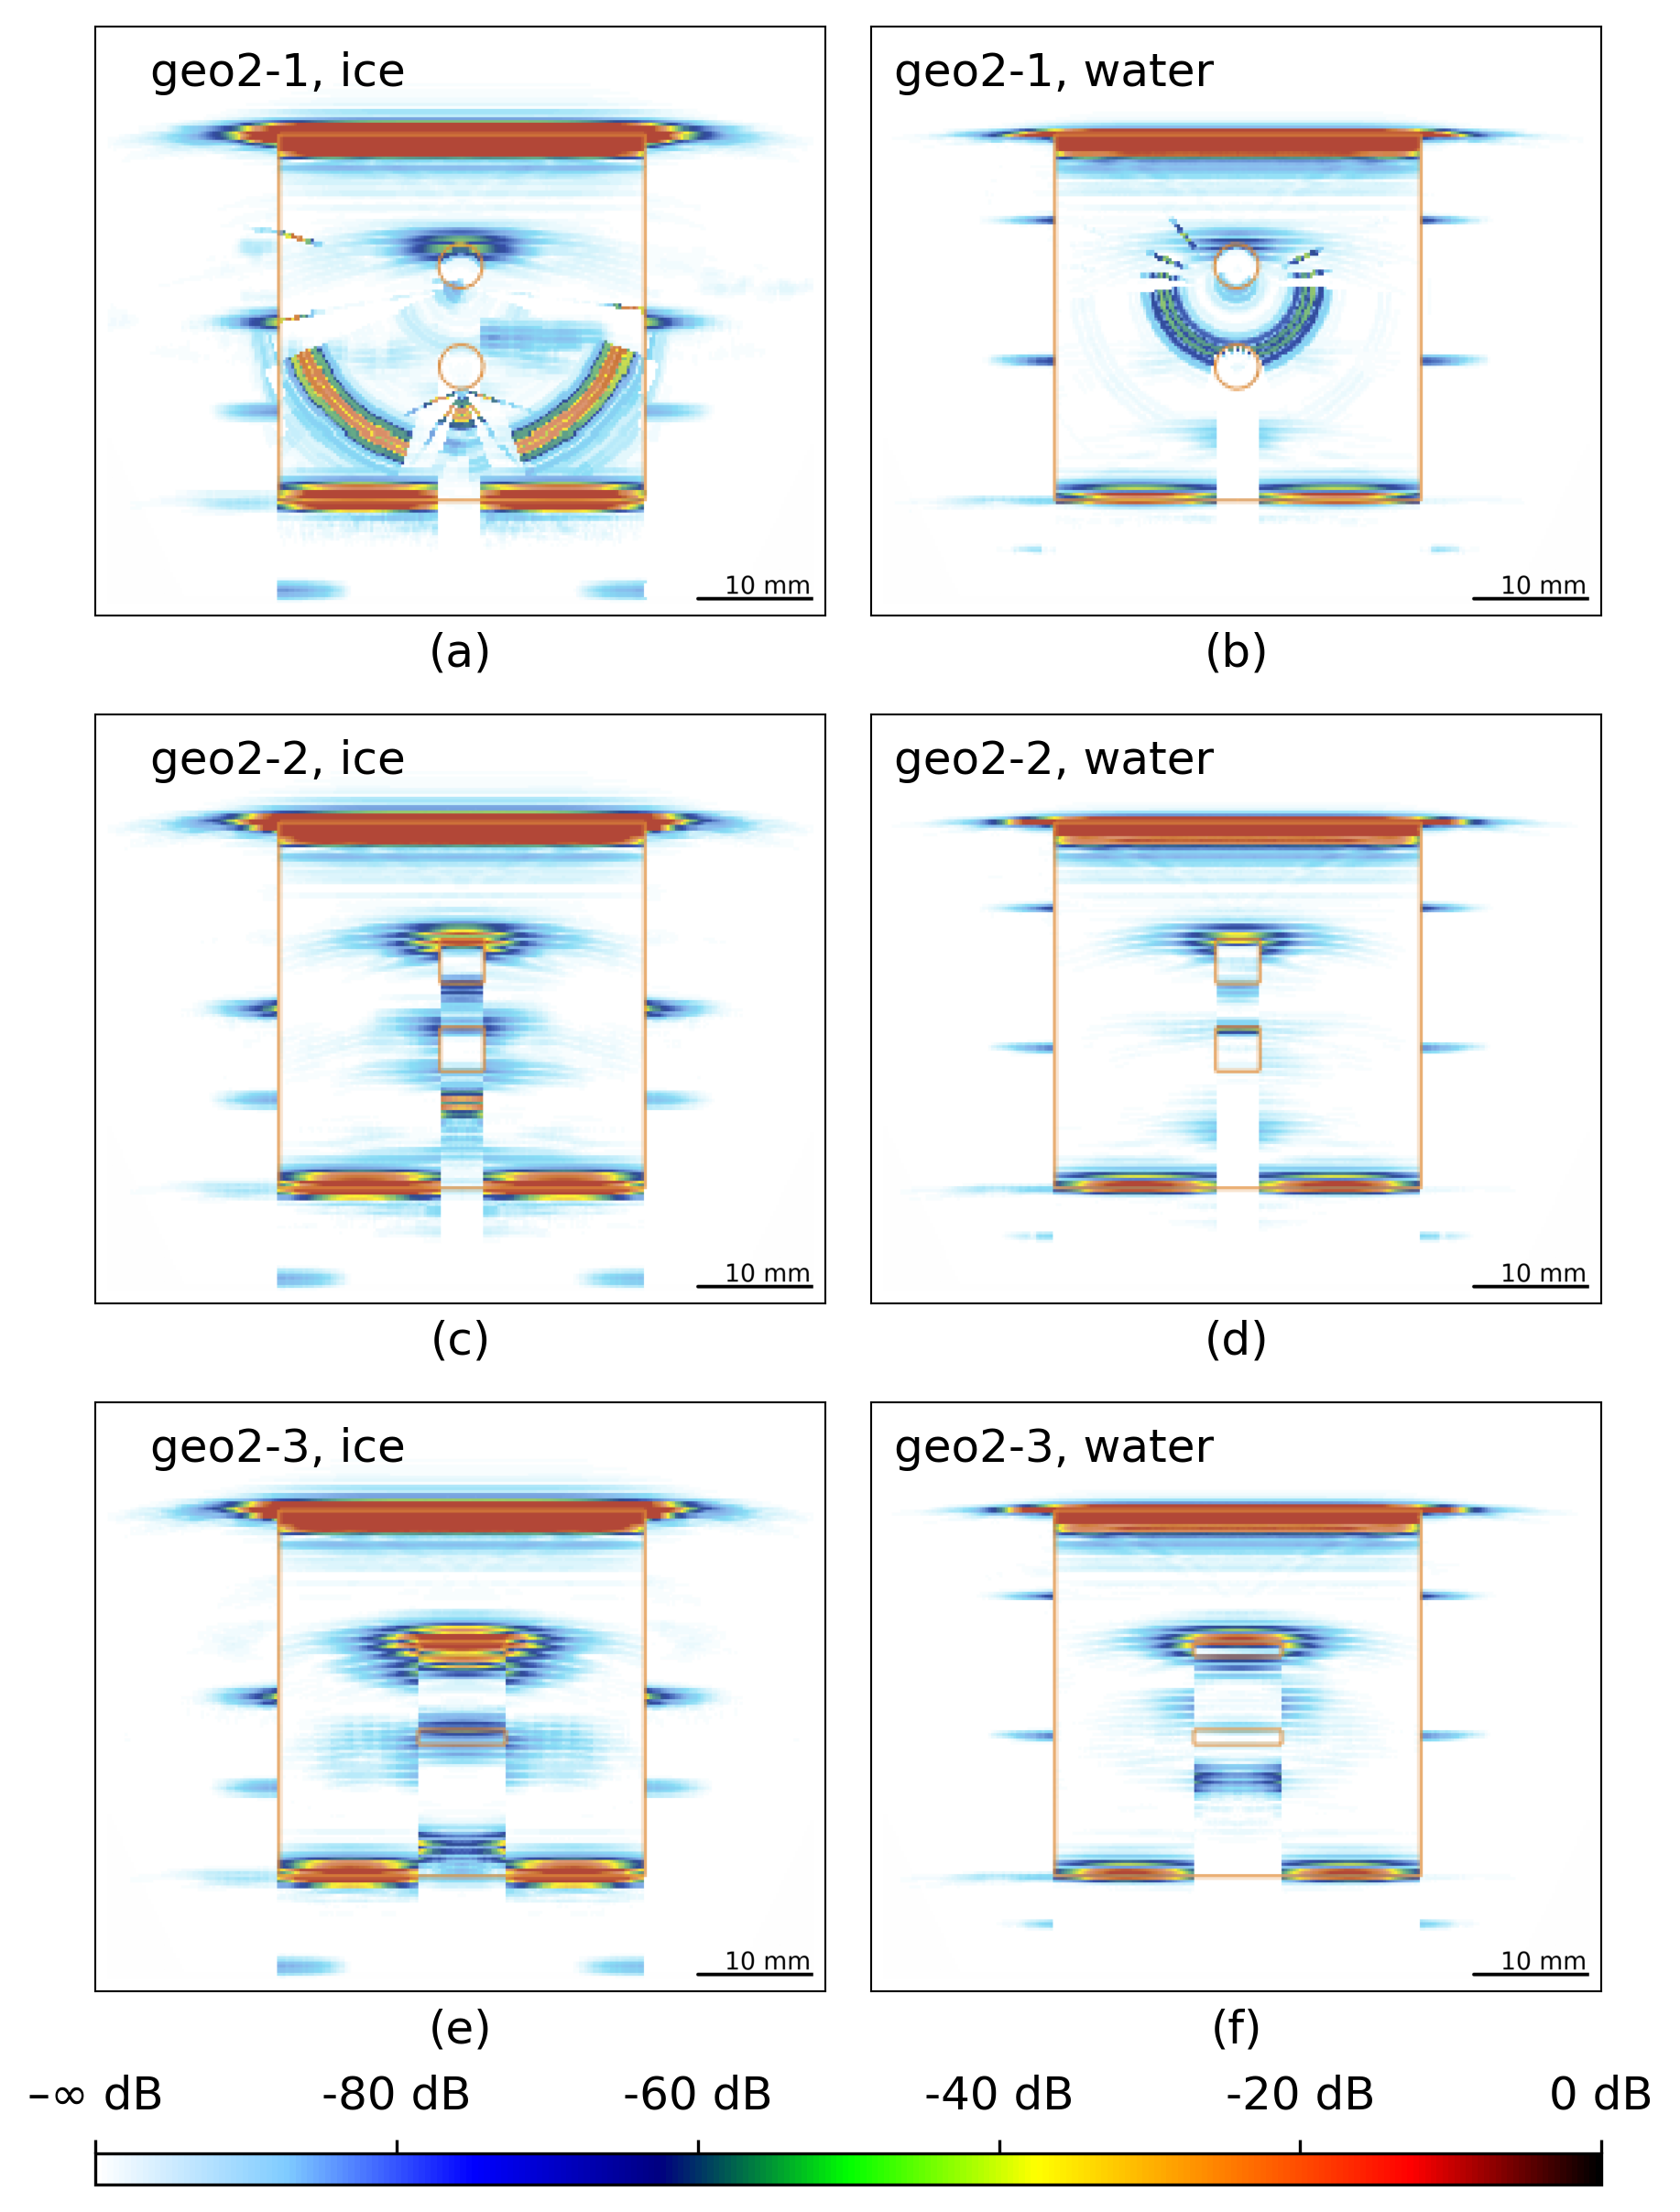 geo2-1, ice
geo2-1, water
10 mm
10 mm
(a)
(b)
geo2-2, ice
geo2-2, water
10 mm
10 mm
(c)
(d)
geo2-3, ice
geo2-3, water
10 mm
10 mm
(e)
(f)
–∞ dB
-80 dB
-60 dB
-40 dB
-20 dB
0 dB